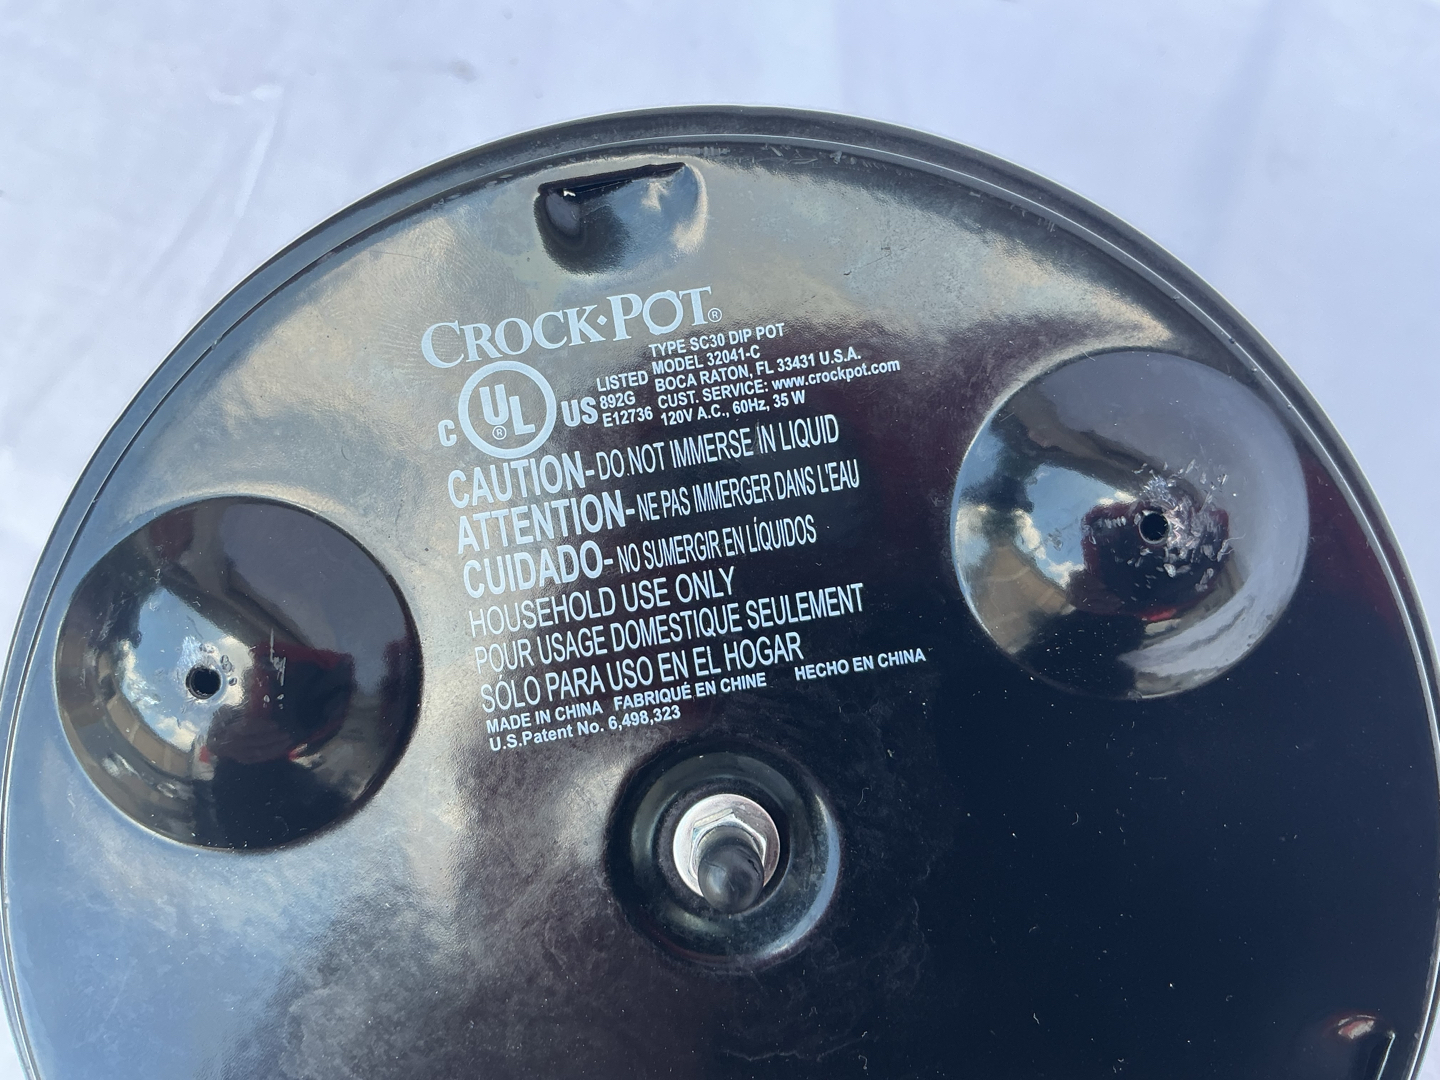 CROCK·POT®
TYPE SC30 DIP POT
MODEL 32041-C
BOCA RATON, FL 33431 U.S.A.
CUST. SERVICE: www.crockpot.com
120V A.C., 60Hz, 35 W
LISTED
892G
E12736
C UL® US
CAUTION-DO NOT IMMERSE IN LIQUID
ATTENTION-NE PAS IMMERGER DANS L'EAU
CUIDADO-NO SUMERGIR EN LÍQUIDOS
HOUSEHOLD USE ONLY
POUR USAGE DOMESTIQUE SEULEMENT
SÓLO PARA USO EN EL HOGAR
MADE IN CHINA FABRIQUÉ EN CHINE HECHO EN CHINA
U.S.Patent No. 6,498,323